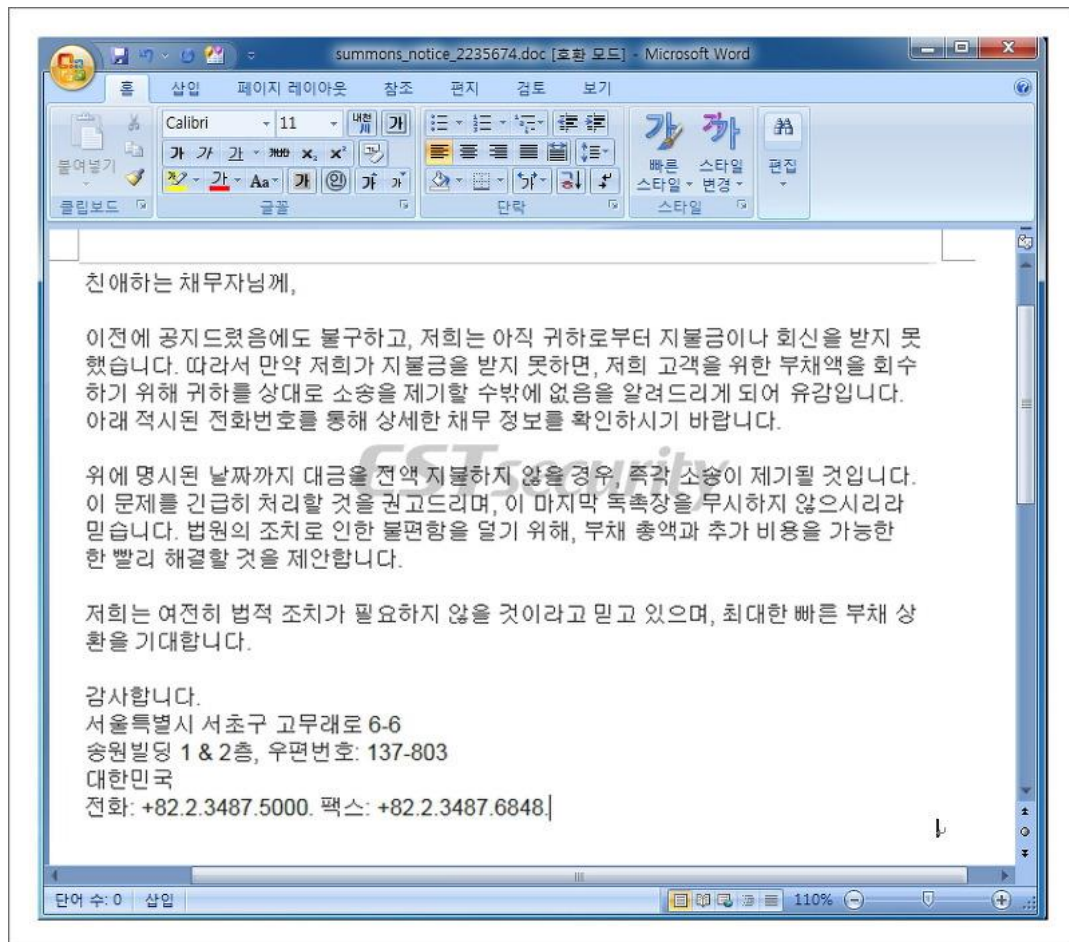 summons_notice_2235674.doc [호환 모드] - Microsoft Word
홈 삽입 페이지 레이아웃 참조 편지 검토 보기
붙여넣기
Calibri 11
내천 川 가
가 가 가 abc x₂ x²
가 Aa 가 ㉮ 가 가
빠른 스타일
스타일 변경
편집
클립보드 글꼴 단락 스타일
친애하는 채무자님께,
이전에 공지드렸음에도 불구하고, 저희는 아직 귀하로부터 지불금이나 회신을 받지 못
했습니다. 따라서 만약 저희가 지불금을 받지 못하면, 저희 고객을 위한 부채액을 회수
하기 위해 귀하를 상대로 소송을 제기할 수밖에 없음을 알려드리게 되어 유감입니다.
아래 적시된 전화번호를 통해 상세한 채무 정보를 확인하시기 바랍니다.
ESTsecurity
위에 명시된 날짜까지 대금을 전액 지불하지 않을 경우, 즉각 소송이 제기될 것입니다.
이 문제를 긴급히 처리할 것을 권고드리며, 이 마지막 독촉장을 무시하지 않으시리라
믿습니다. 법원의 조치로 인한 불편함을 덜기 위해, 부채 총액과 추가 비용을 가능한
한 빨리 해결할 것을 제안합니다.
저희는 여전히 법적 조치가 필요하지 않을 것이라고 믿고 있으며, 최대한 빠른 부채 상
환을 기대합니다.
감사합니다.
서울특별시 서초구 고무래로 6-6
송원빌딩 1 & 2층, 우편번호: 137-803
대한민국
전화: +82.2.3487.5000. 팩스: +82.2.3487.6848.
단어 수: 0 삽입 110%